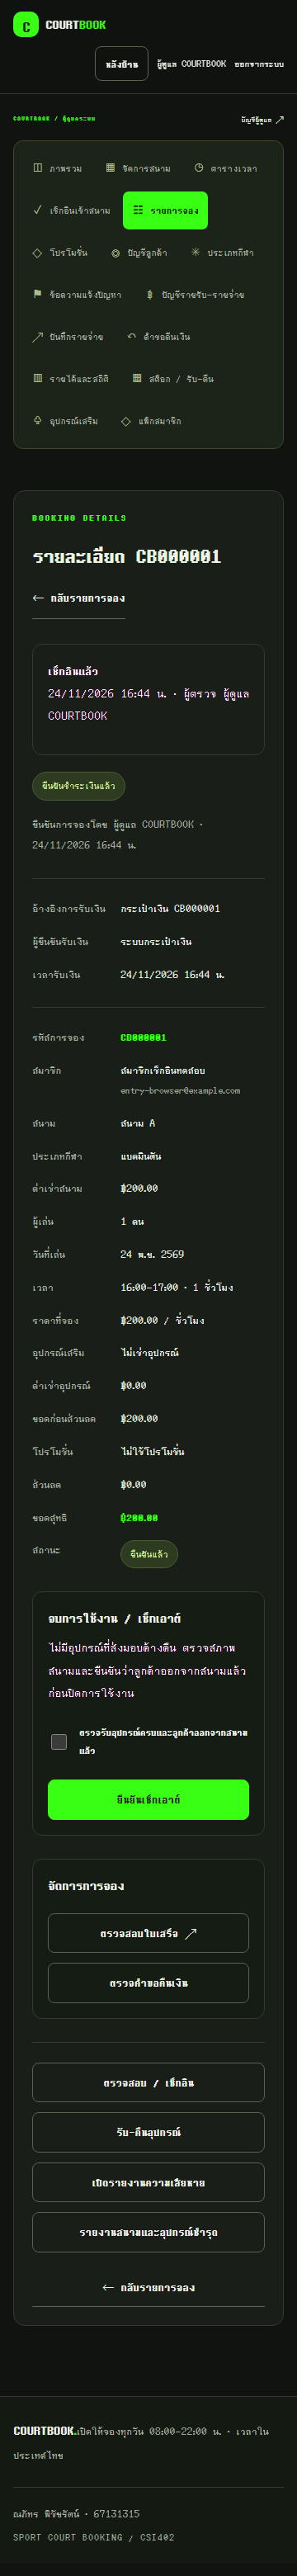 C COURTBOOK
หลังบ้าน ผู้ดูแล COURTBOOK ออกจากระบบ
COURTBOOK / ผู้ดูแลระบบ บัญชีผู้ดูแล ↗
ภาพรวม จัดการสนาม ตารางเวลา
เช็กอินเข้าสนาม รายการจอง
โปรโมชั่น บัญชีลูกค้า ประเภทกีฬา
ข้อความแจ้งปัญหา ฿ บัญชีรายรับ-รายจ่าย
บันทึกรายจ่าย คำขอคืนเงิน
รายได้และสถิติ สต็อก / รับ-คืน
อุปกรณ์เสริม แพ็กสมาชิก
BOOKING DETAILS
รายละเอียด CB000001
← กลับรายการจอง
เช็กอินแล้ว
24/11/2026 16:44 น. · ผู้ตรวจ ผู้ดูแล
COURTBOOK
ยืนยันชำระเงินแล้ว
ยืนยันการจองโดย ผู้ดูแล COURTBOOK ·
24/11/2026 16:44 น.
อ้างอิงการรับเงิน กระเป๋าเงิน CB000001
ผู้ยืนยันรับเงิน ระบบกระเป๋าเงิน
เวลารับเงิน 24/11/2026 16:44 น.
รหัสการจอง CB000001
สมาชิก สมาชิกเช็กอินทดสอบ
entry-browser@example.com
สนาม สนาม A
ประเภทกีฬา แบดมินตัน
ค่าเช่าสนาม ฿200.00
ผู้เล่น 1 คน
วันที่เล่น 24 พ.ย. 2569
เวลา 16:00–17:00 · 1 ชั่วโมง
ราคาที่จอง ฿200.00 / ชั่วโมง
อุปกรณ์เสริม ไม่เช่าอุปกรณ์
ค่าเช่าอุปกรณ์ ฿0.00
ยอดก่อนส่วนลด ฿200.00
โปรโมชั่น ไม่ใช้โปรโมชั่น
ส่วนลด ฿0.00
ยอดสุทธิ ฿200.00
สถานะ ยืนยันแล้ว
จบการใช้งาน / เช็กเอาต์
ไม่มีอุปกรณ์ที่ส่งมอบค้างคืน ตรวจสภาพ
สนามและยืนยันว่าลูกค้าออกจากสนามแล้ว
ก่อนปิดการใช้งาน
ตรวจรับอุปกรณ์ครบและลูกค้าออกจากสนาม
แล้ว
ยืนยันเช็กเอาต์
จัดการการจอง
ตรวจสอบใบเสร็จ ↗
ตรวจคำขอคืนเงิน
ตรวจสอบ / เช็กอิน
รับ-คืนอุปกรณ์
เปิดรายงานความเสียหาย
รายงานสนามและอุปกรณ์ชำรุด
← กลับรายการจอง
COURTBOOK.เปิดให้จองทุกวัน 08:00–22:00 น. · เวลาใน
ประเทศไทย
ณภัทร พีรัชรัตน์ · 67131315
SPORT COURT BOOKING / CSI402